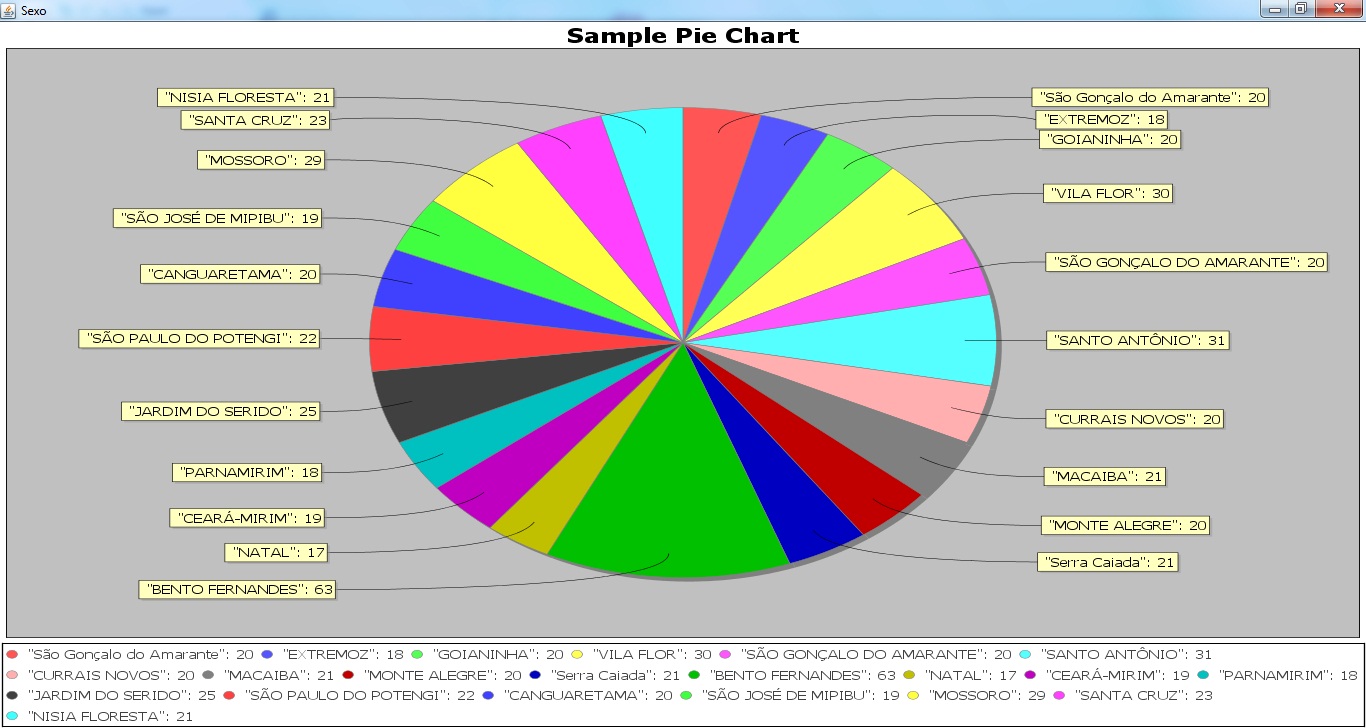 Sexo
Sample Pie Chart
"NISIA FLORESTA": 21
"São Gonçalo do Amarante": 20
"SANTA CRUZ": 23
"EXTREMOZ": 18
"GOIANINHA": 20
"MOSSORO": 29
"VILA FLOR": 30
"SÃO JOSÉ DE MIPIBU": 19
"SÃO GONÇALO DO AMARANTE": 20
"CANGUARETAMA": 20
"SÃO PAULO DO POTENGI": 22
"SANTO ANTÔNIO": 31
"JARDIM DO SERIDO": 25
"CURRAIS NOVOS": 20
"PARNAMIRIM": 18
"MACAIBA": 21
"CEARÁ-MIRIM": 19
"MONTE ALEGRE": 20
"NATAL": 17
"Serra Caiada": 21
"BENTO FERNANDES": 63
"São Gonçalo do Amarante": 20 "EXTREMOZ": 18 "GOIANINHA": 20 "VILA FLOR": 30 "SÃO GONÇALO DO AMARANTE": 20 "SANTO ANTÔNIO": 31
"CURRAIS NOVOS": 20 "MACAIBA": 21 "MONTE ALEGRE": 20 "Serra Caiada": 21 "BENTO FERNANDES": 63 "NATAL": 17 "CEARÁ-MIRIM": 19 "PARNAMIRIM": 18
"JARDIM DO SERIDO": 25 "SÃO PAULO DO POTENGI": 22 "CANGUARETAMA": 20 "SÃO JOSÉ DE MIPIBU": 19 "MOSSORO": 29 "SANTA CRUZ": 23
"NISIA FLORESTA": 21